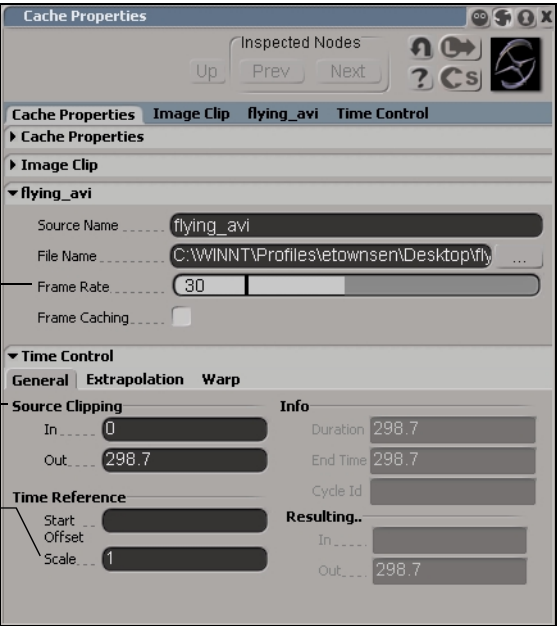 Cache Properties
Inspected Nodes
Up Prev Next
? C S
Cache Properties Image Clip flying_avi Time Control
Cache Properties
Image Clip
flying_avi
Source Name flying_avi
File Name C:\WINNT\Profiles\etownsen\Desktop\fly ...
Frame Rate 30
Frame Caching
Time Control
General Extrapolation Warp
Source Clipping Info
In 0 Duration 298.7
Out 298.7 End Time 298.7
Cycle Id
Time Reference Resulting..
Start Offset In
Scale 1 Out 298.7